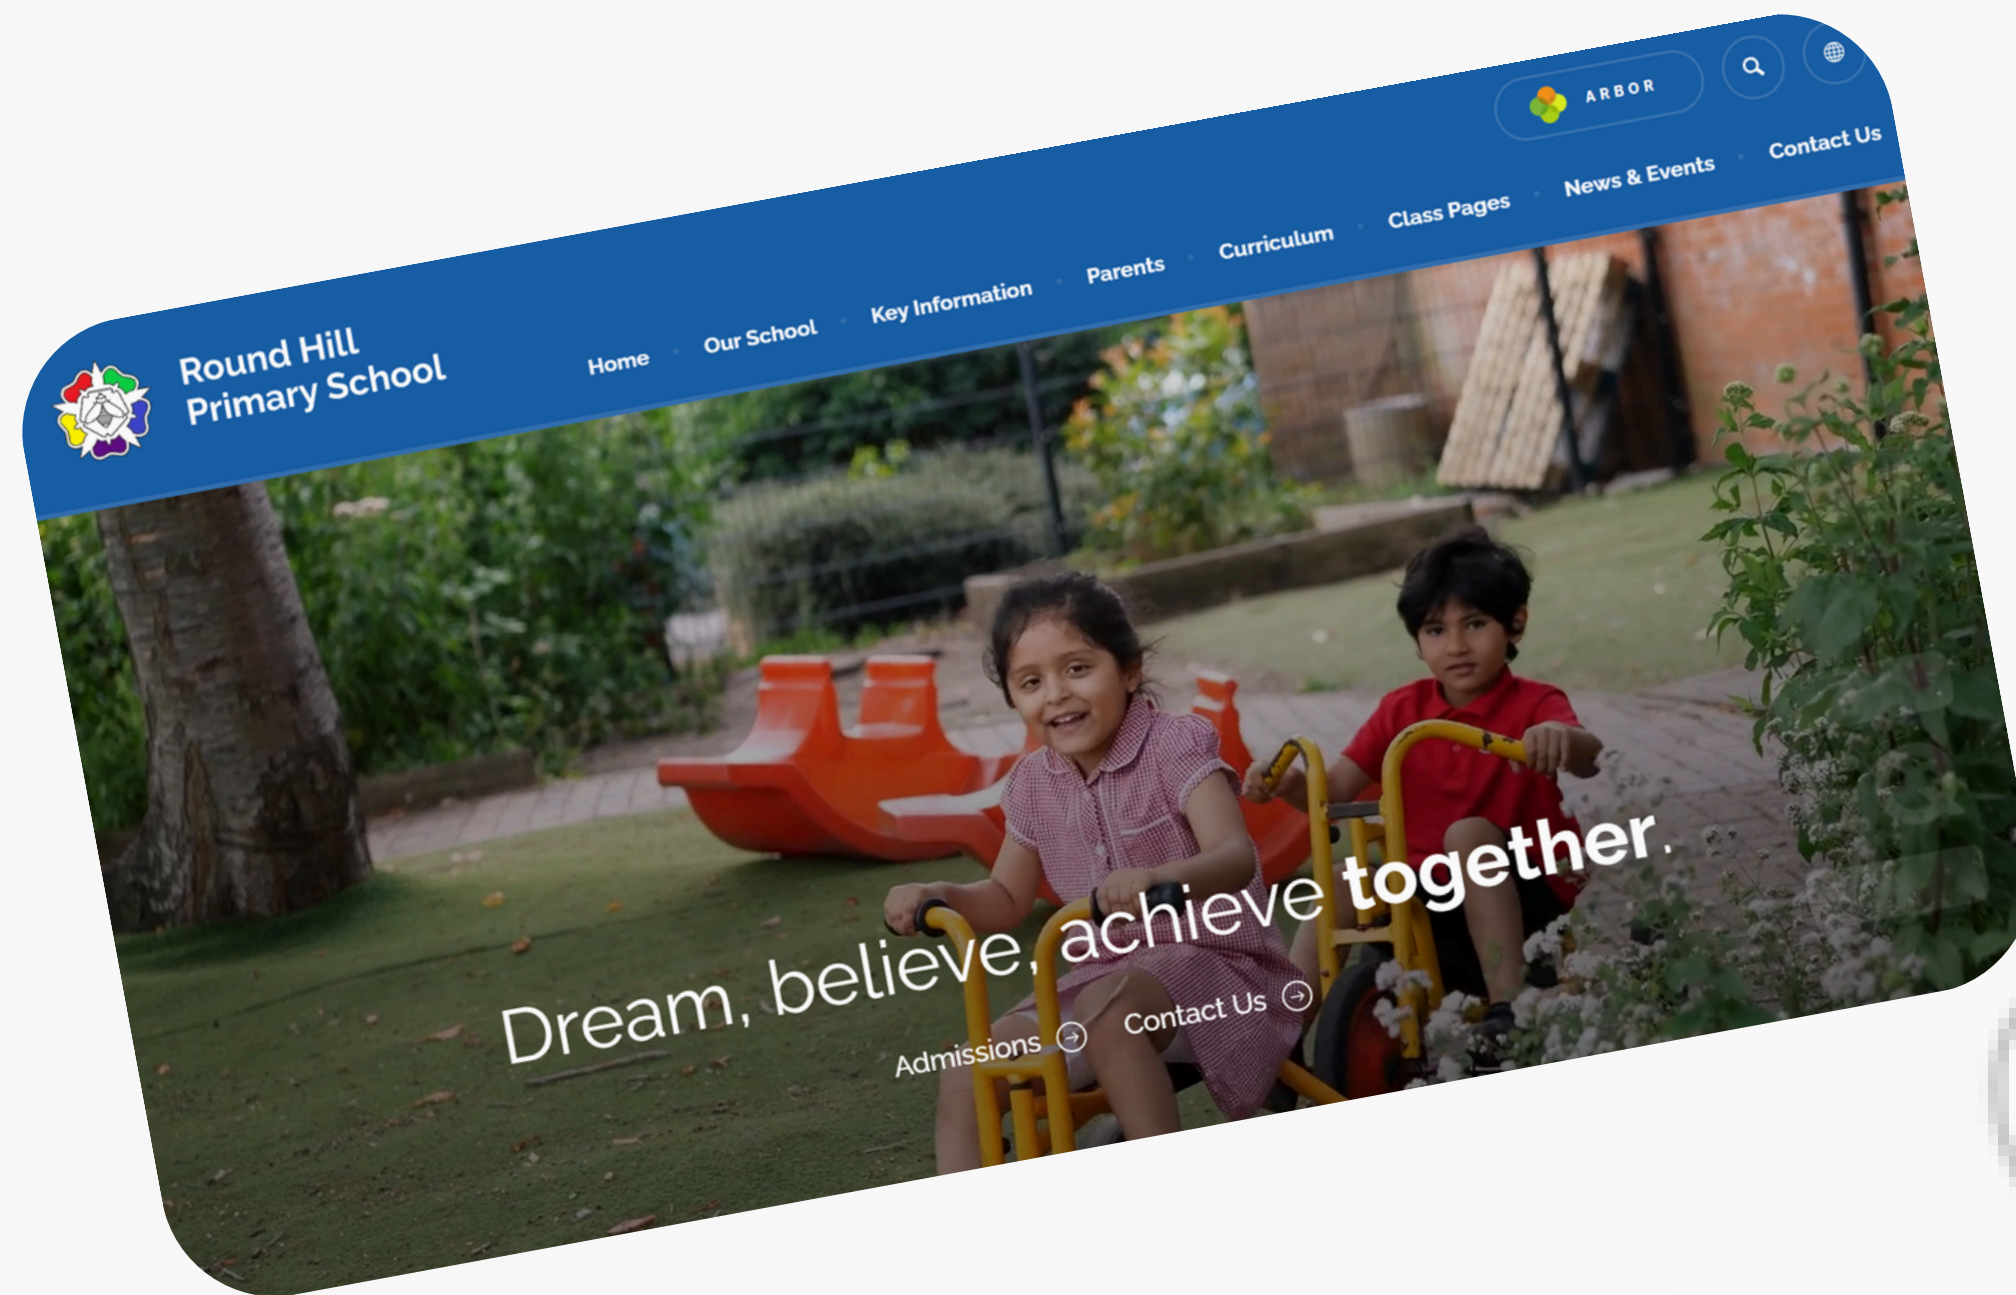 ARBOR
Round Hill
Primary School
Home
Our School
Key Information
Parents
Curriculum
Class Pages
News & Events
Contact Us
Dream, believe, achieve together.
Admissions
Contact Us